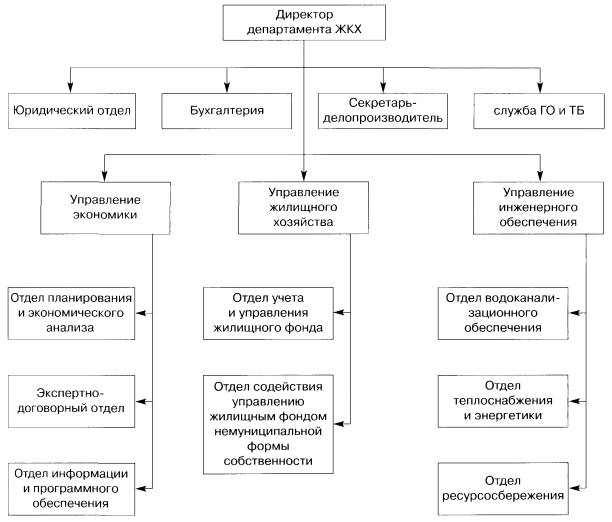 Директор
департамента ЖКХ
Юридический отдел
Бухгалтерия
Секретарь-
делопроизводитель
служба ГО и ТБ
Управление
экономики
Управление
жилищного
хозяйства
Управление
инженерного
обеспечения
Отдел планирования
и экономического
анализа
Отдел учета
и управления
жилищного фонда
Отдел водоканали-
зационного
обеспечения
Экспертно-
договорный отдел
Отдел содействия
управлению
жилищным фондом
немуниципальной
формы
собственности
Отдел
теплоснабжения
и энергетики
Отдел информации
и программного
обеспечения
Отдел
ресурсосбережения